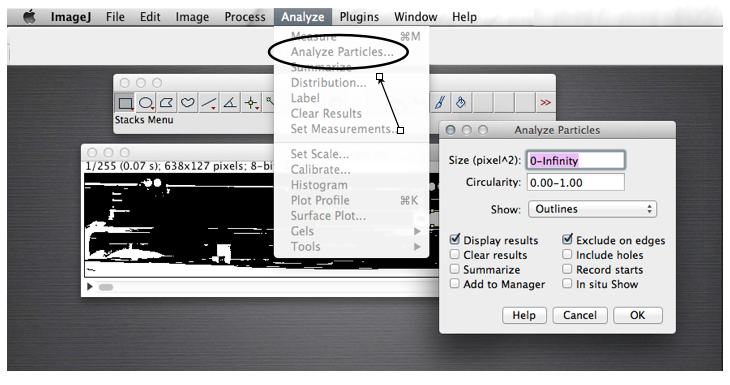 ImageJ File Edit Image Process Analyze Plugins Window Help
Measure ⌘M
Analyze Particles...
Summarize
Distribution...
Label
Clear Results
Set Measurements...
Set Scale...
Calibrate...
Histogram
Plot Profile ⌘K
Surface Plot...
Gels
Tools
>>
Stacks Menu
1/255 (0.07 s); 638x127 pixels; 8-bi
Analyze Particles
Size (pixel^2): 0-Infinity
Circularity: 0.00-1.00
Show: Outlines
Display results Exclude on edges
Clear results Include holes
Summarize Record starts
Add to Manager In situ Show
Help Cancel OK